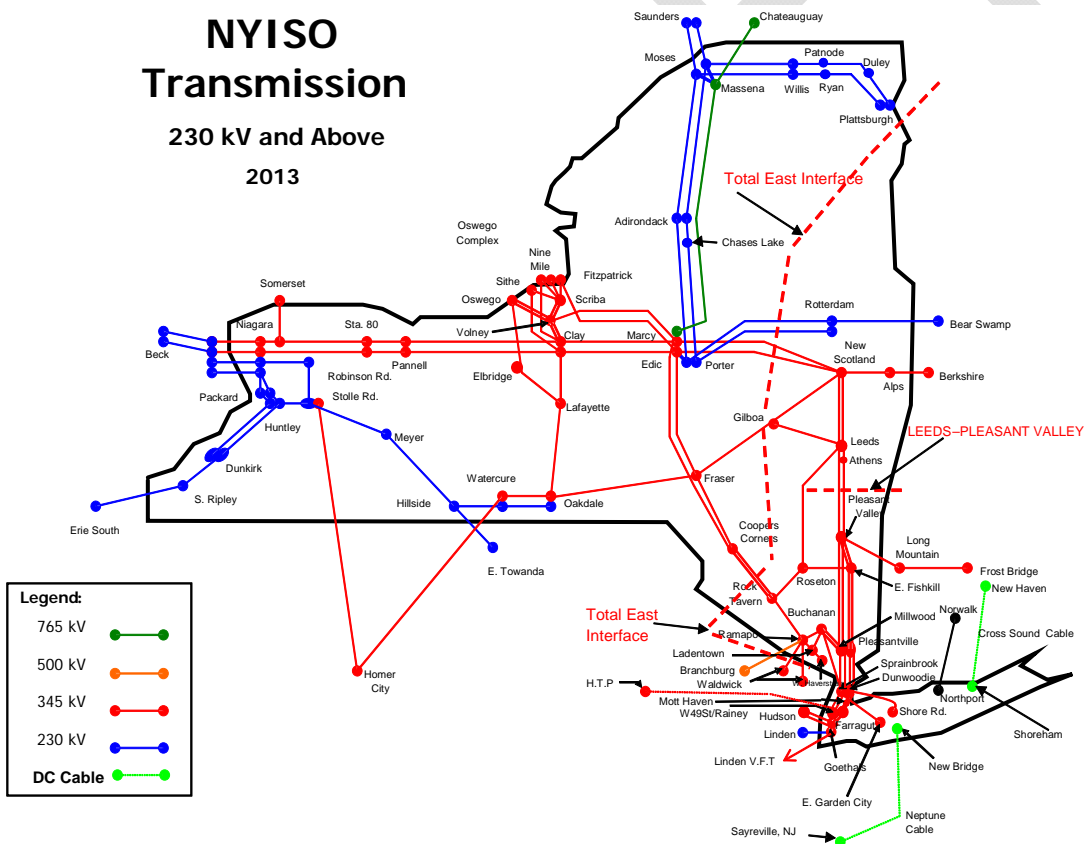 NYISO
Transmission
230 kV and Above
2013
Saunders
Chateauguay
Moses
Massena
Patnode
Duley
Willis
Ryan
Plattsburgh
Total East Interface
Adirondack
Chases Lake
Oswego
Complex
Nine
Mile
Sithe
Fitzpatrick
Somerset
Oswego
Scriba
Rotterdam
Niagara
Sta. 80
Volney
Clay
Marcy
Bear Swamp
Beck
Pannell
Edic
Porter
New
Scotland
Robinson Rd.
Elbridge
Alps
Berkshire
Packard
Stolle Rd.
Lafayette
Huntley
Gilboa
LEEDS–PLEASANT VALLEY
Meyer
Leeds
Athens
Dunkirk
Watercure
Fraser
S. Ripley
Hillside
Oakdale
Pleasant
Valley
Erie South
Coopers
Corners
Long
Mountain
E. Towanda
Rock
Tavern
Roseton
E. Fishkill
Frost Bridge
New Haven
Legend:
765 kV
500 kV
345 kV
230 kV
DC Cable
Total East
Interface
Buchanan
Millwood
Norwalk
Ramapo
Pleasantville
Cross Sound Cable
Ladentown
Branchburg
Waldwick
Sprainbrook
Dunwoodie
Homer
City
H.T.P
Mott Haven
Northport
W49St/Rainey
Hudson
Farragut
Shore Rd.
Shoreham
Linden
Linden V.F.T
Goethals
New Bridge
E. Garden City
Neptune
Cable
Sayreville, NJ